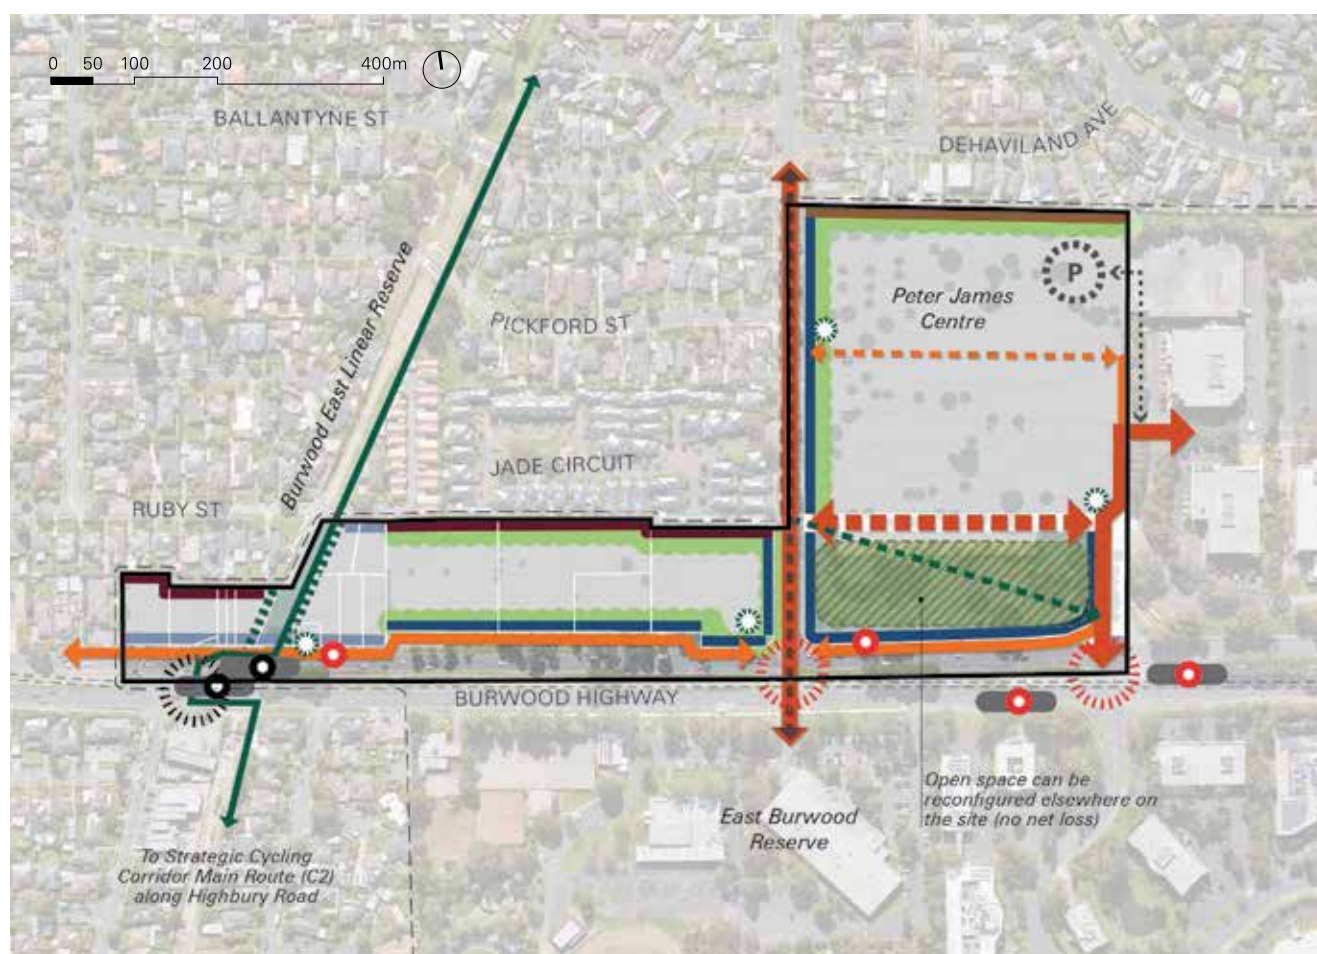 0 50 100 200 400m
BALLANTYNE ST
DEHAVILAND AVE
Burwood East Linear Reserve
P
Peter James
Centre
PICKFORD ST
JADE CIRCUIT
RUBY ST
BURWOOD HIGHWAY
Open space can be
reconfigured elsewhere on
the site (no net loss)
East Burwood
Reserve
To Strategic Cycling
Corridor Main Route (C2)
along Highbury Road